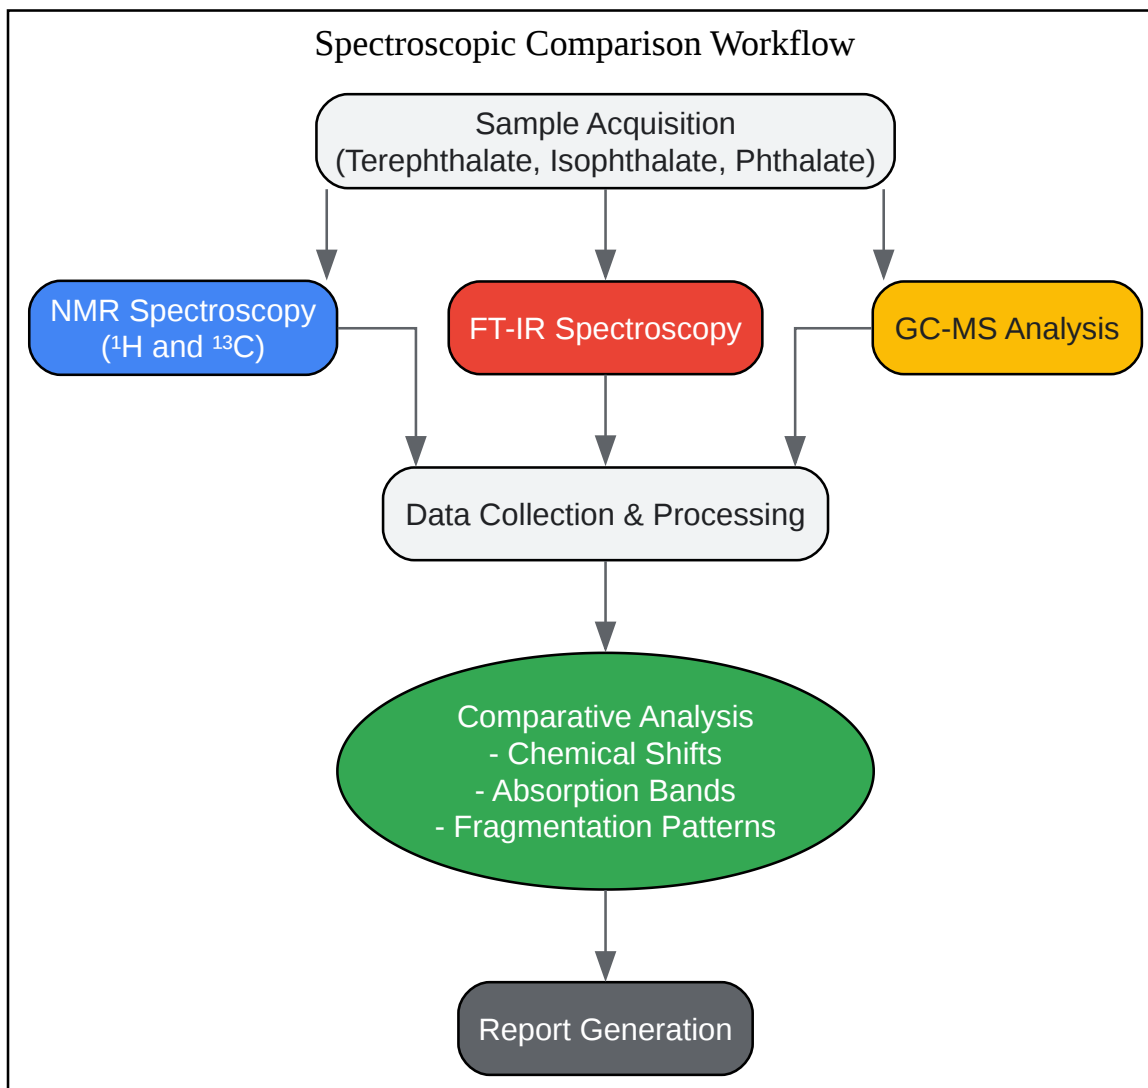 Spectroscopic Comparison Workflow
Sample Acquisition
(Terephthalate, Isophthalate, Phthalate)
NMR Spectroscopy
(¹H and ¹³C)
FT-IR Spectroscopy
GC-MS Analysis
Data Collection & Processing
Comparative Analysis
- Chemical Shifts
- Absorption Bands
- Fragmentation Patterns
Report Generation